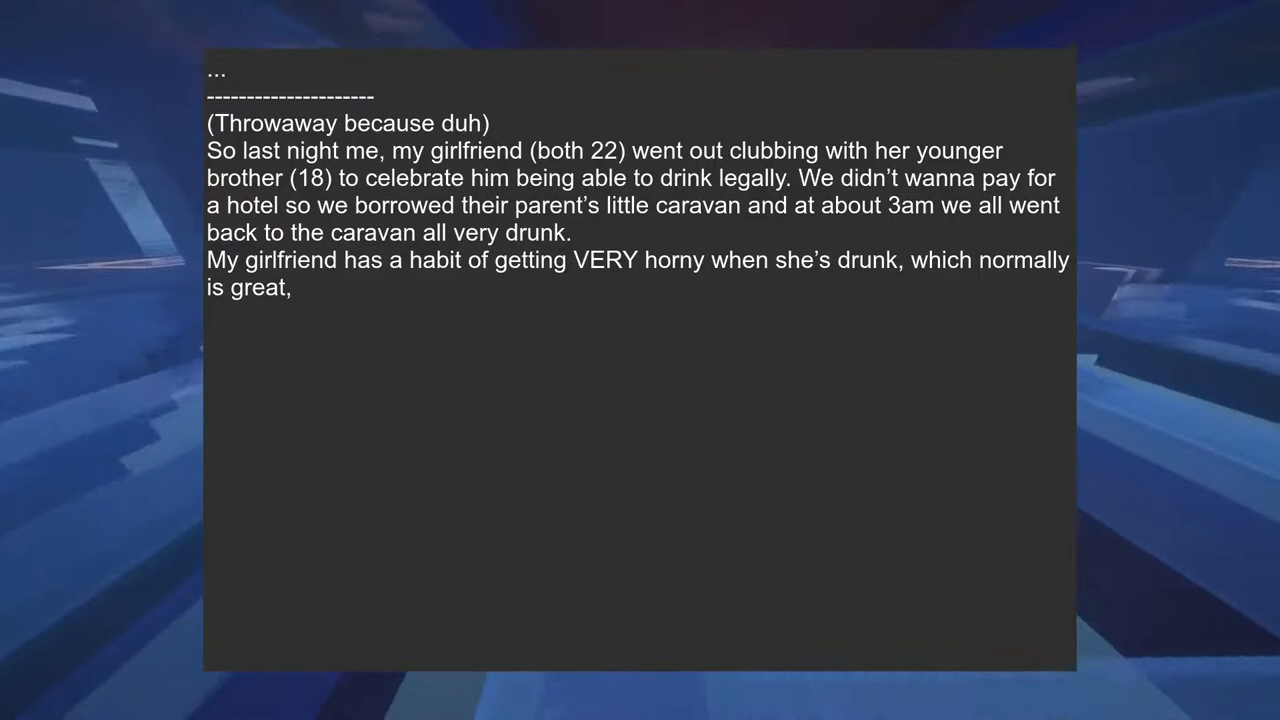 ...
---------------------
(Throwaway because duh)
So last night me, my girlfriend (both 22) went out clubbing with her younger
brother (18) to celebrate him being able to drink legally. We didn’t wanna pay for
a hotel so we borrowed their parent’s little caravan and at about 3am we all went
back to the caravan all very drunk.
My girlfriend has a habit of getting VERY horny when she’s drunk, which normally
is great,